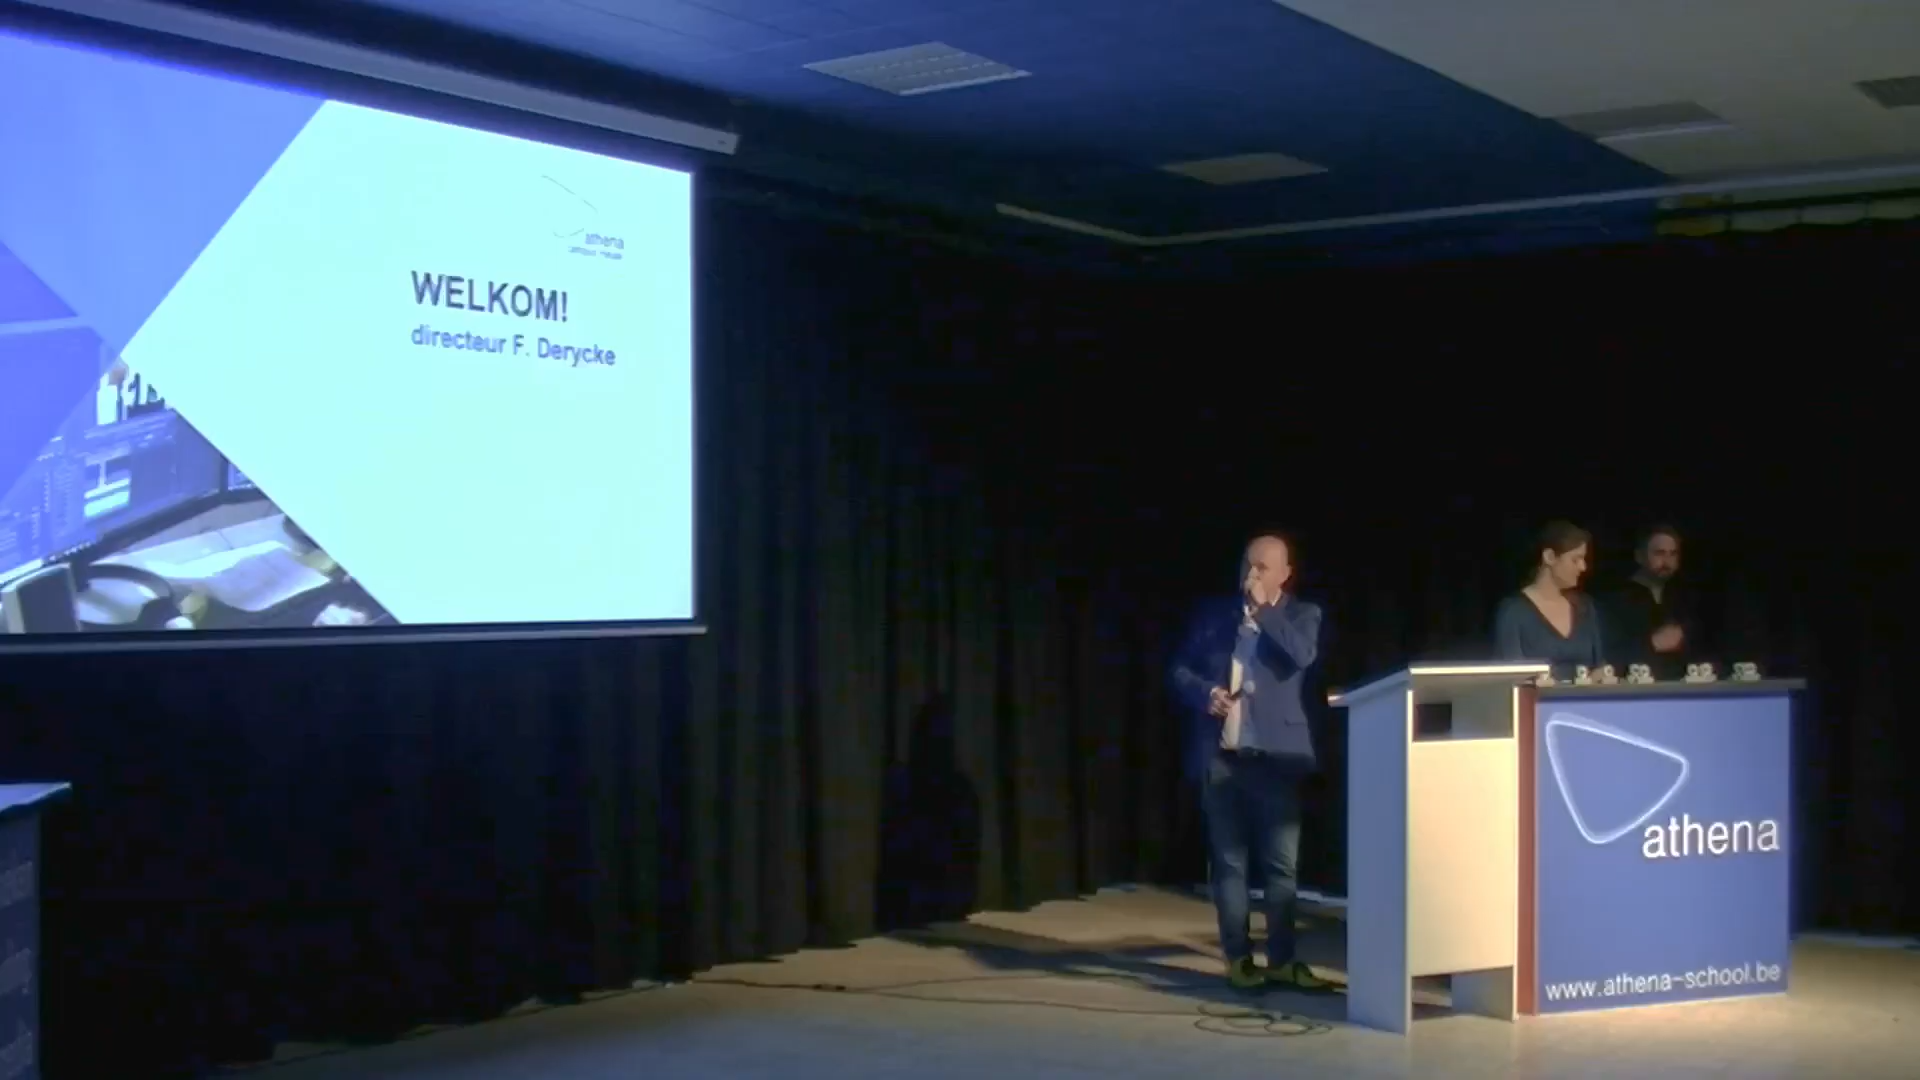 athena
WELKOM!
directeur F. Derycke
athena
www.athena-school.be